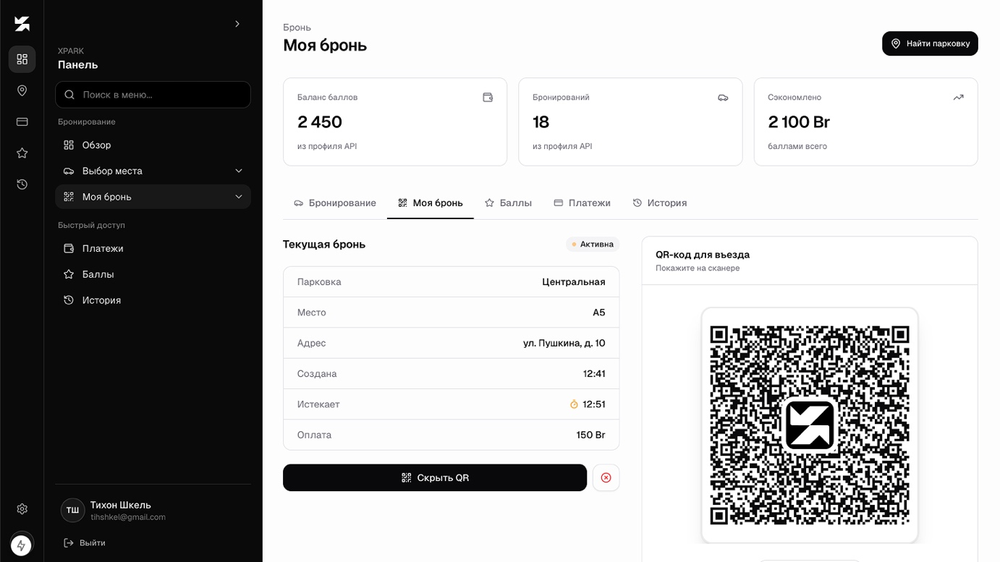 XPARK
Панель
Поиск в меню...
Бронирование
Обзор
Выбор места
Моя бронь
Быстрый доступ
Платежи
Баллы
История
ТШ
Тихон Шкель
tihshkel@gmail.com
Выйти
Бронь
Моя бронь
Найти парковку
Баланс баллов
2 450
из профиля API
Бронирований
18
из профиля API
Сэкономлено
2 100 Br
баллами всего
Бронирование
Моя бронь
Баллы
Платежи
История
Текущая бронь
Активна
Парковка
Центральная
Место
A5
Адрес
ул. Пушкина, д. 10
Создана
12:41
Истекает
12:51
Оплата
150 Br
Скрыть QR
QR-код для въезда
Покажите на сканере